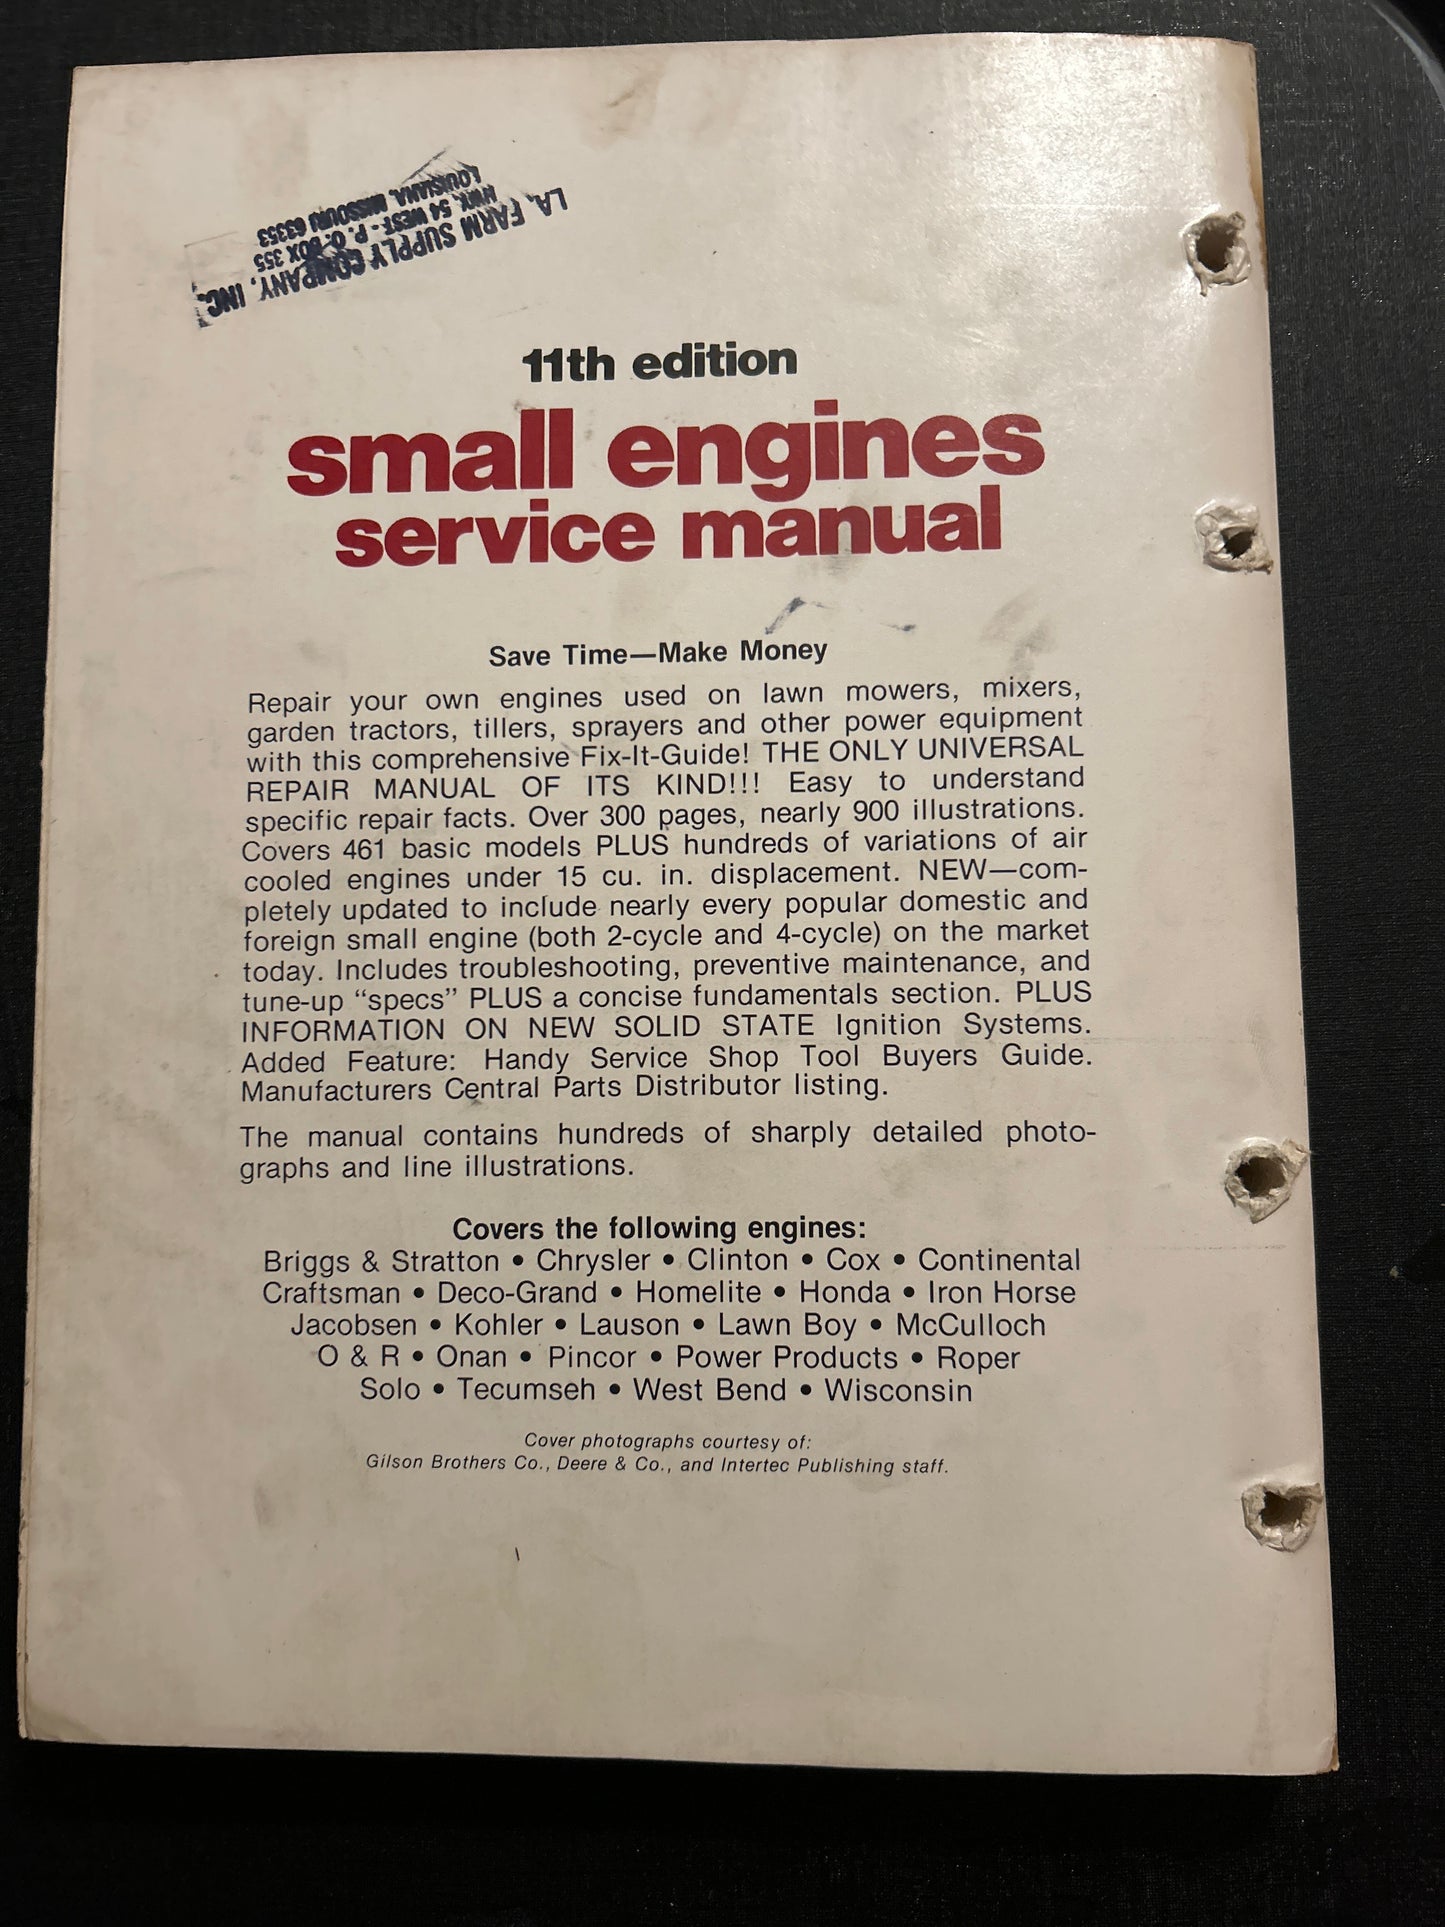 LA. FARM SUPPLY COMPANY, INC.
HWY. 54 WEST - P. O. BOX 355
LOUISIANA, MISSOURI 63353
11th edition
small engines
service manual
Save Time—Make Money
Repair your own engines used on lawn mowers, mixers,
garden tractors, tillers, sprayers and other power equipment
with this comprehensive Fix-It-Guide! THE ONLY UNIVERSAL
REPAIR MANUAL OF ITS KIND!!! Easy to understand
specific repair facts. Over 300 pages, nearly 900 illustrations.
Covers 461 basic models PLUS hundreds of variations of air
cooled engines under 15 cu. in. displacement. NEW—com-
pletely updated to include nearly every popular domestic and
foreign small engine (both 2-cycle and 4-cycle) on the market
today. Includes troubleshooting, preventive maintenance, and
tune-up “specs” PLUS a concise fundamentals section. PLUS
INFORMATION ON NEW SOLID STATE Ignition Systems.
Added Feature: Handy Service Shop Tool Buyers Guide.
Manufacturers Central Parts Distributor listing.
The manual contains hundreds of sharply detailed photo-
graphs and line illustrations.
Covers the following engines:
Briggs & Stratton • Chrysler • Clinton • Cox • Continental
Craftsman • Deco-Grand • Homelite • Honda • Iron Horse
Jacobsen • Kohler • Lauson • Lawn Boy • McCulloch
O & R • Onan • Pincor • Power Products • Roper
Solo • Tecumseh • West Bend • Wisconsin
Cover photographs courtesy of:
Gilson Brothers Co., Deere & Co., and Intertec Publishing staff.